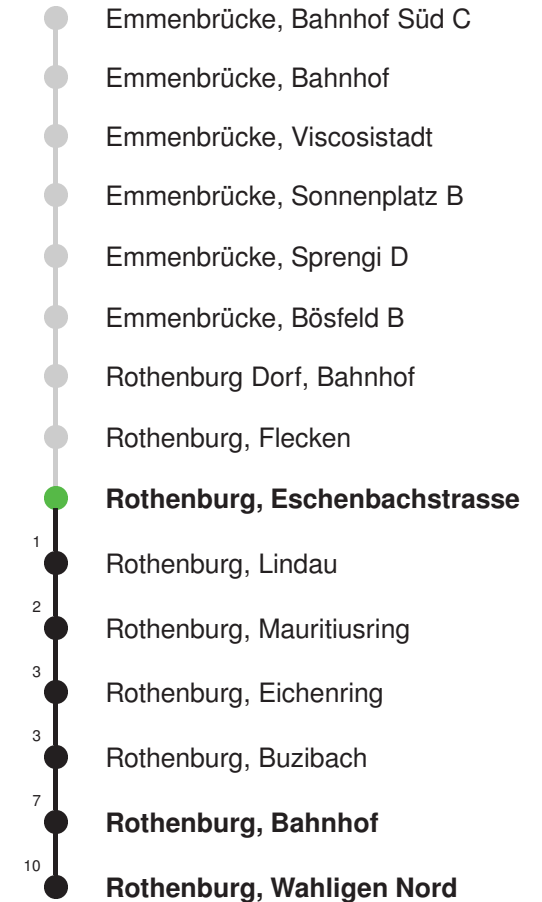 Emmenbrücke, Bahnhof Süd C
Emmenbrücke, Bahnhof
Emmenbrücke, Viscosistadt
Emmenbrücke, Sonnenplatz B
Emmenbrücke, Sprengi D
Emmenbrücke, Bösfeld B
Rothenburg Dorf, Bahnhof
Rothenburg, Flecken
Rothenburg, Eschenbachstrasse
1 Rothenburg, Lindau
2 Rothenburg, Mauritiusring
3 Rothenburg, Eichenring
3 Rothenburg, Buzibach
7 Rothenburg, Bahnhof
10 Rothenburg, Wahligen Nord